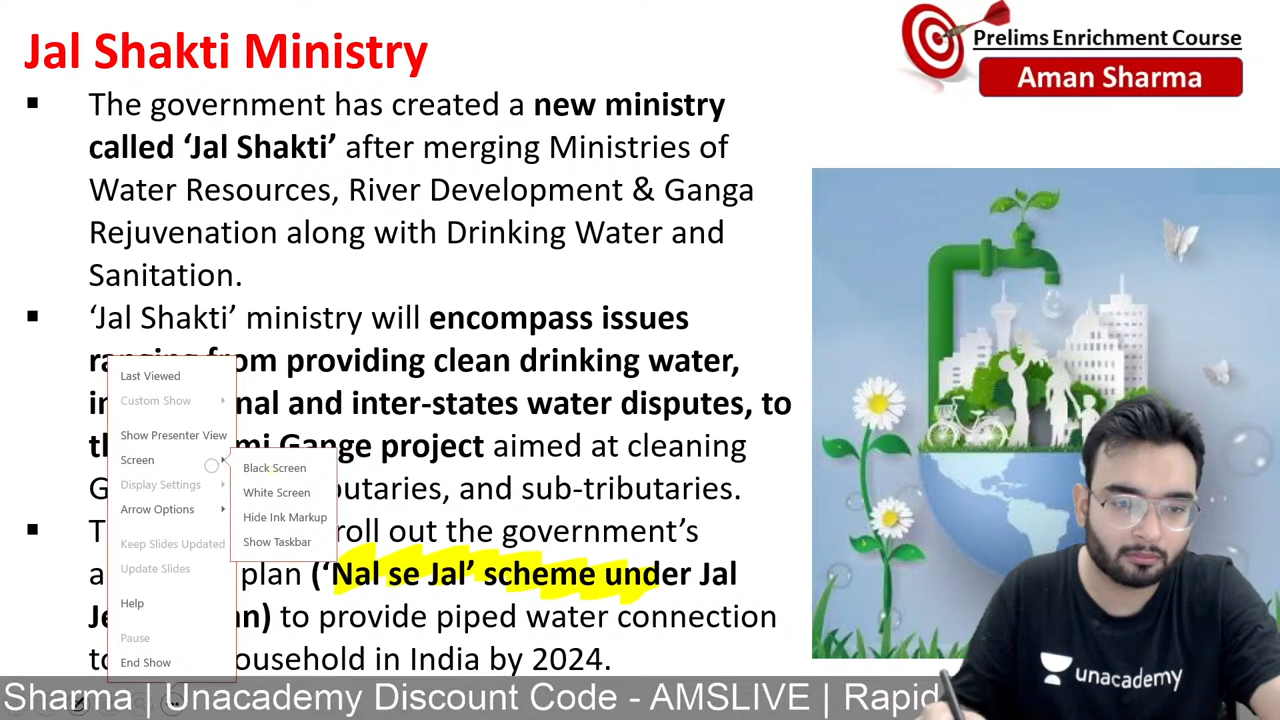 Jal Shakti Ministry
Prelims Enrichment Course
Aman Sharma
▪ The government has created a new ministry
called ‘Jal Shakti’ after merging Ministries of
Water Resources, River Development & Ganga
Rejuvenation along with Drinking Water and
Sanitation.
▪ ‘Jal Shakti’ ministry will encompass issues
from providing clean drinking water,
and inter-states water disputes, to
Gange project aimed at cleaning
and sub-tributaries.
▪ roll out the government’s
plan (‘Nal se Jal’ scheme under Jal
to provide piped water connection
household in India by 2024.
Last Viewed
Custom Show
Show Presenter View
Screen
Display Settings
Arrow Options
Keep Slides Updated
Update Slides
Help
Pause
End Show
Black Screen
White Screen
Hide Ink Markup
Show Taskbar
unacademy
Sharma | Unacademy Discount Code - AMSLIVE | Rapid